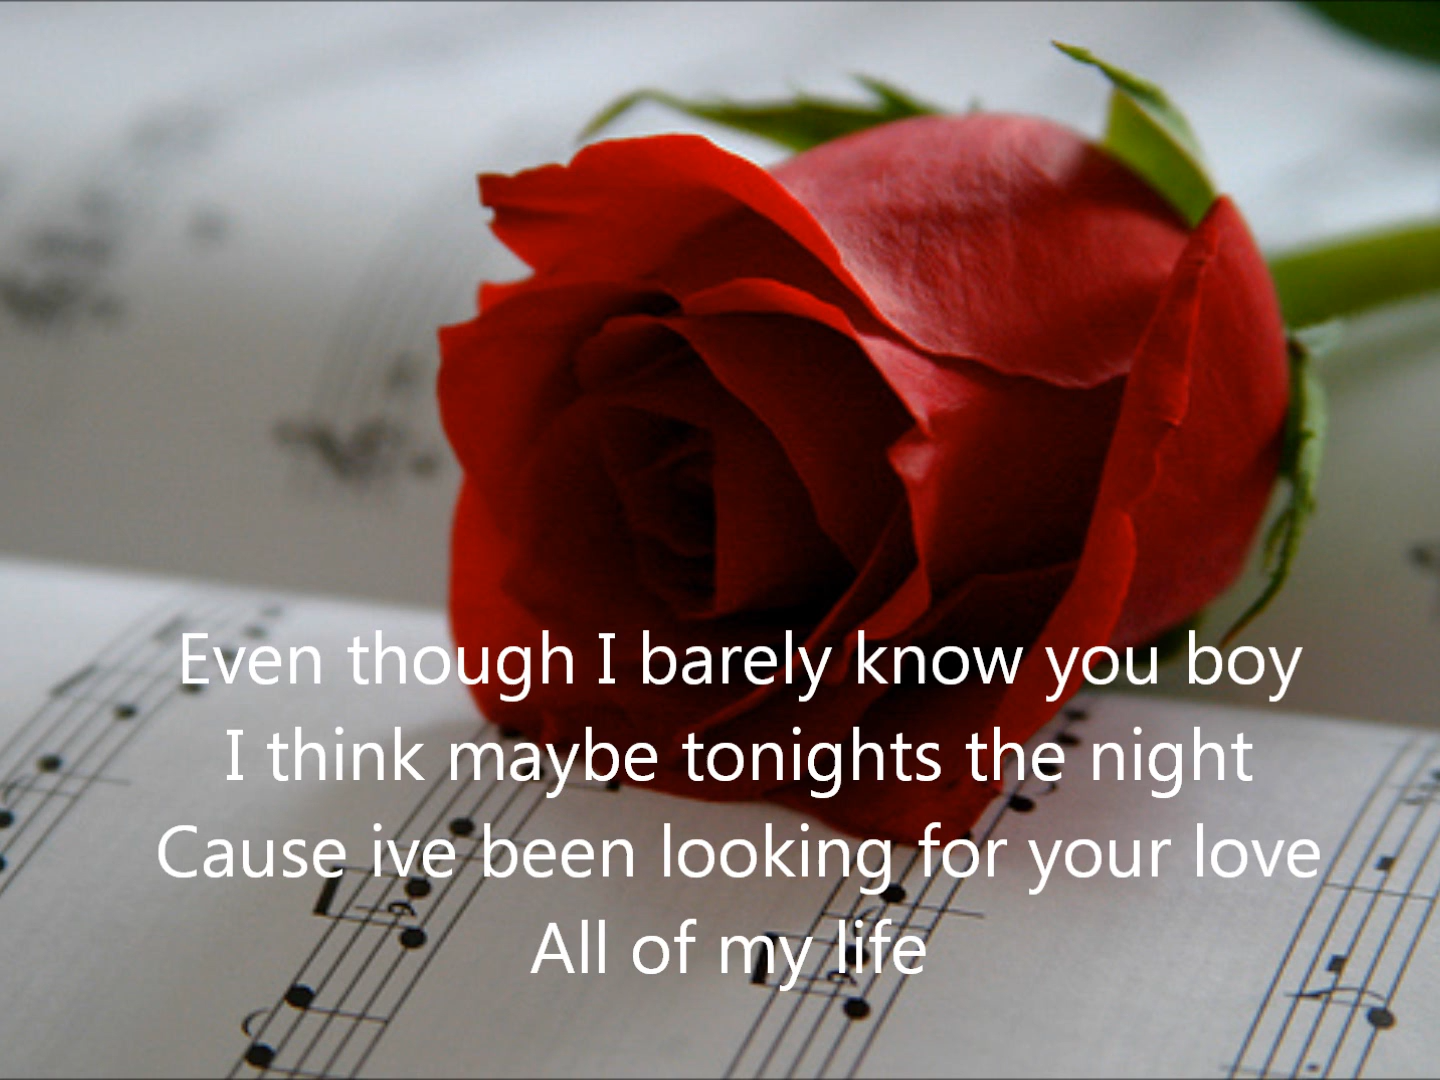 Even though I barely know you boy
I think maybe tonights the night
Cause ive been looking for your love
All of my life